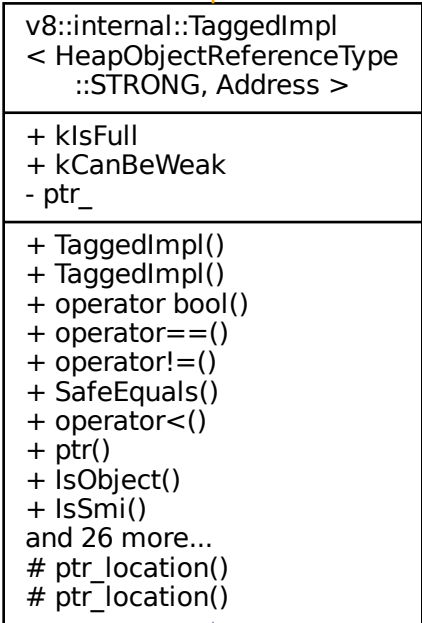 v8::internal::TaggedImpl
< HeapObjectReferenceType
::STRONG, Address >
+ kIsFull
+ kCanBeWeak
- ptr_
+ TaggedImpl()
+ TaggedImpl()
+ operator bool()
+ operator==()
+ operator!=()
+ SafeEquals()
+ operator<()
+ ptr()
+ IsObject()
+ IsSmi()
and 26 more...
# ptr_location()
# ptr_location()